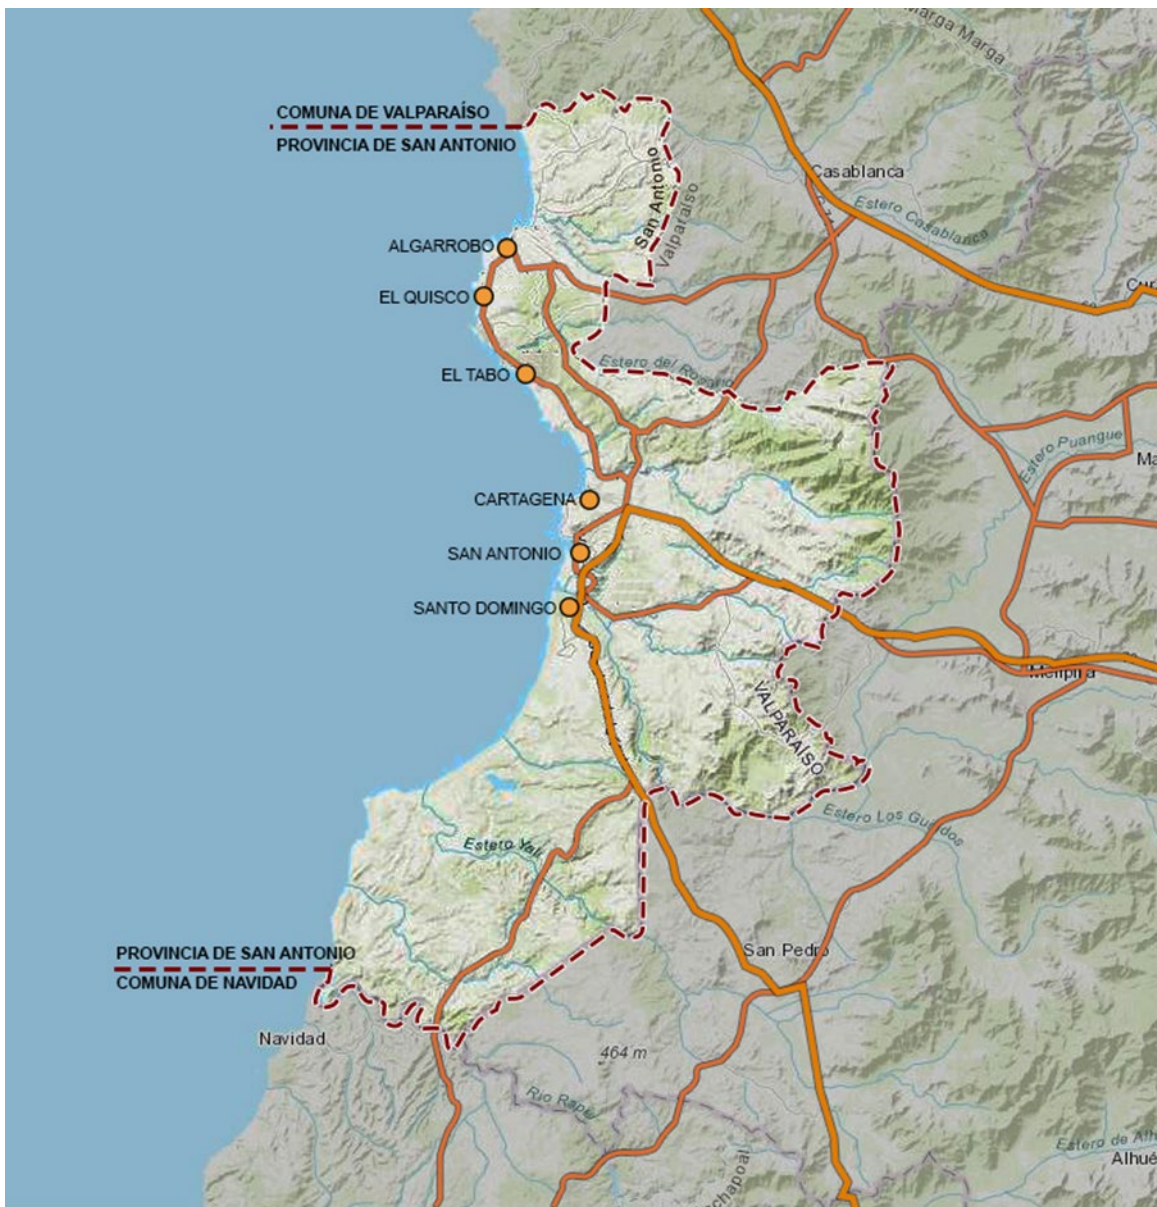 Marga Marga
COMUNA DE VALPARAÍSO
PROVINCIA DE SAN ANTONIO
Casablanca
San Antonio
Valparaíso
Estero Casablanca
ALGARROBO
EL QUISCO
Estero del Rosario
EL TABO
Estero Puangue
CARTAGENA
SAN ANTONIO
SANTO DOMINGO
Melipilla
VALPARAÍSO
Estero Los Guindos
Estero Yali
PROVINCIA DE SAN ANTONIO
COMUNA DE NAVIDAD
San Pedro
Navidad
464 m
Río Rapel
Estero de Alh
Alhué